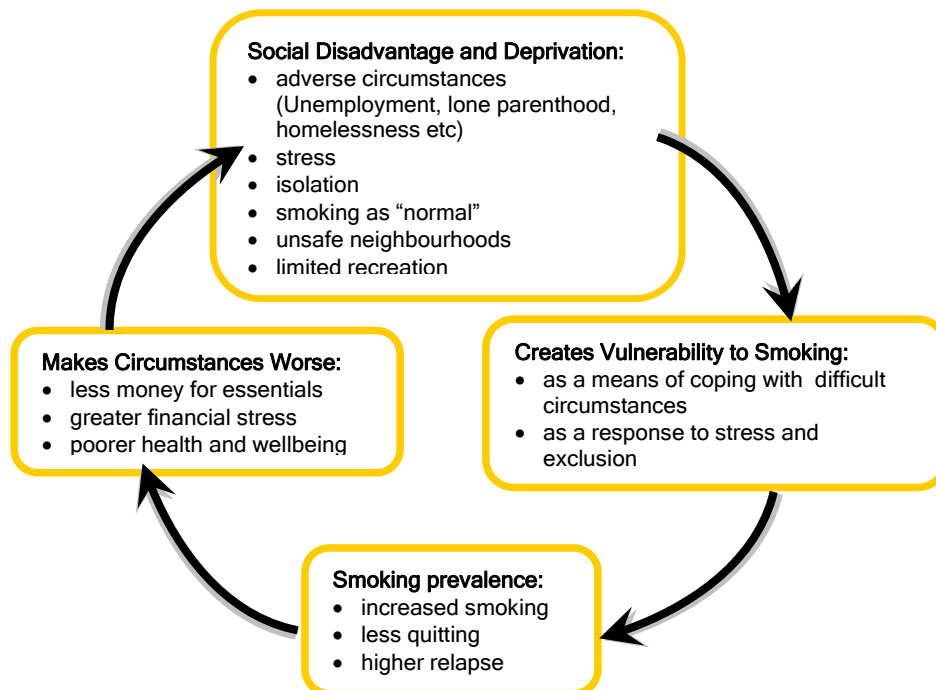 Social Disadvantage and Deprivation:
• adverse circumstances
(Unemployment, lone parenthood,
homelessness etc)
• stress
• isolation
• smoking as “normal”
• unsafe neighbourhoods
• limited recreation
Creates Vulnerability to Smoking:
• as a means of coping with difficult
circumstances
• as a response to stress and
exclusion
Smoking prevalence:
• increased smoking
• less quitting
• higher relapse
Makes Circumstances Worse:
• less money for essentials
• greater financial stress
• poorer health and wellbeing